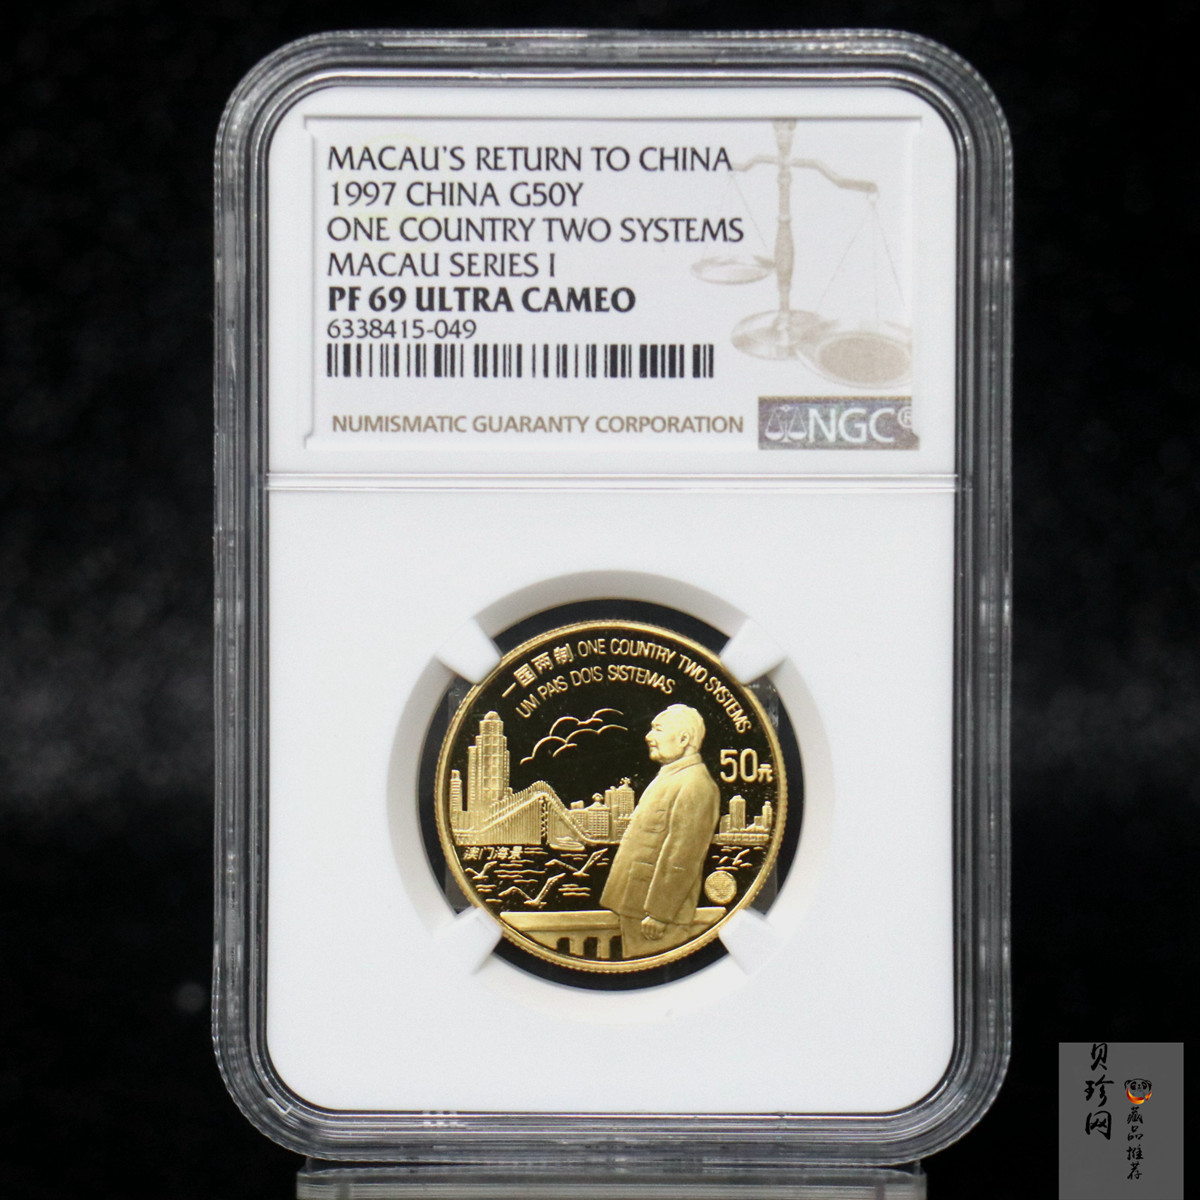 MACAU'S RETURN TO CHINA
1997 CHINA G50Y
ONE COUNTRY TWO SYSTEMS
MACAU SERIES I
PF 69 ULTRA CAMEO
6338415-049
NUMISMATIC GUARANTY CORPORATION
NGC®
一国两制 ONE COUNTRY TWO SYSTEMS
UM PAIS DOIS SISTEMAS
50元
澳门海景
贝珍网
藏品推荐